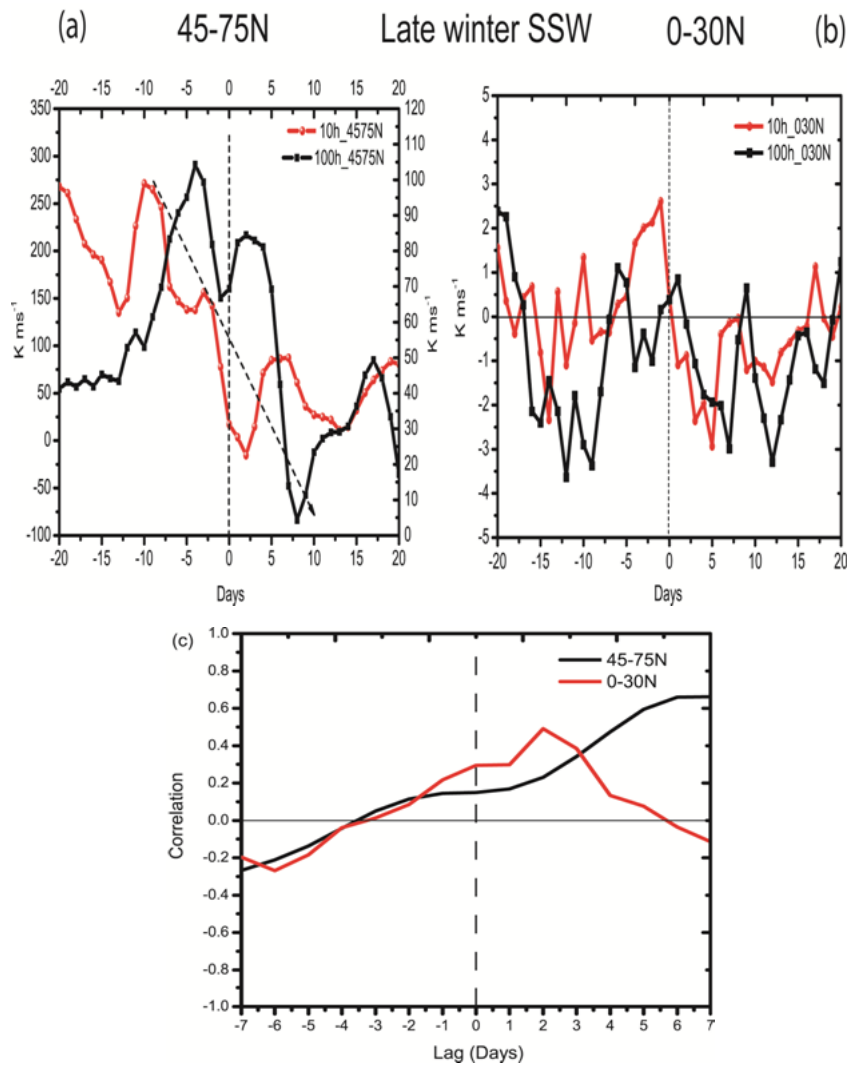 (a) 45-75N Late winter SSW 0-30N (b)
-20 -15 -10 -5 0 5 10 15 20
350 300 250 200 150 100 50 0 -50 -100
K ms⁻¹
10h_4575N
100h_4575N
120 110 100 90 80 70 60 50 40 30 20 10 0
K ms⁻¹
-20 -15 -10 -5 0 5 10 15 20
Days
5 4 3 2 1 0 -1 -2 -3 -4 -5
10h_030N
100h_030N
-20 -15 -10 -5 0 5 10 15 20
Days
(c)
1.0 0.8 0.6 0.4 0.2 0.0 -0.2 -0.4 -0.6 -0.8 -1.0
Correlation
45-75N
0-30N
-7 -6 -5 -4 -3 -2 -1 0 1 2 3 4 5 6 7
Lag (Days)